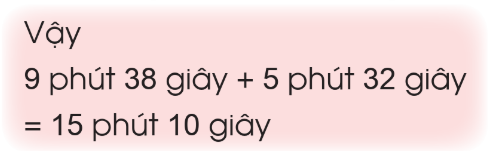 Vậy
9 phút 38 giây + 5 phút 32 giây
= 15 phút 10 giây